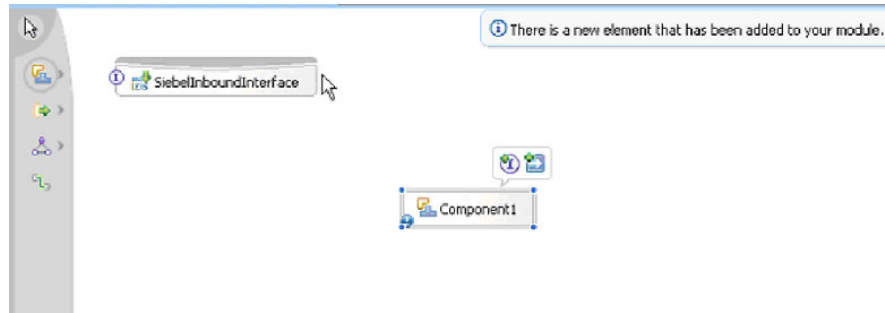 There is a new element that has been added to your module.
SiebelInboundInterface
Component1